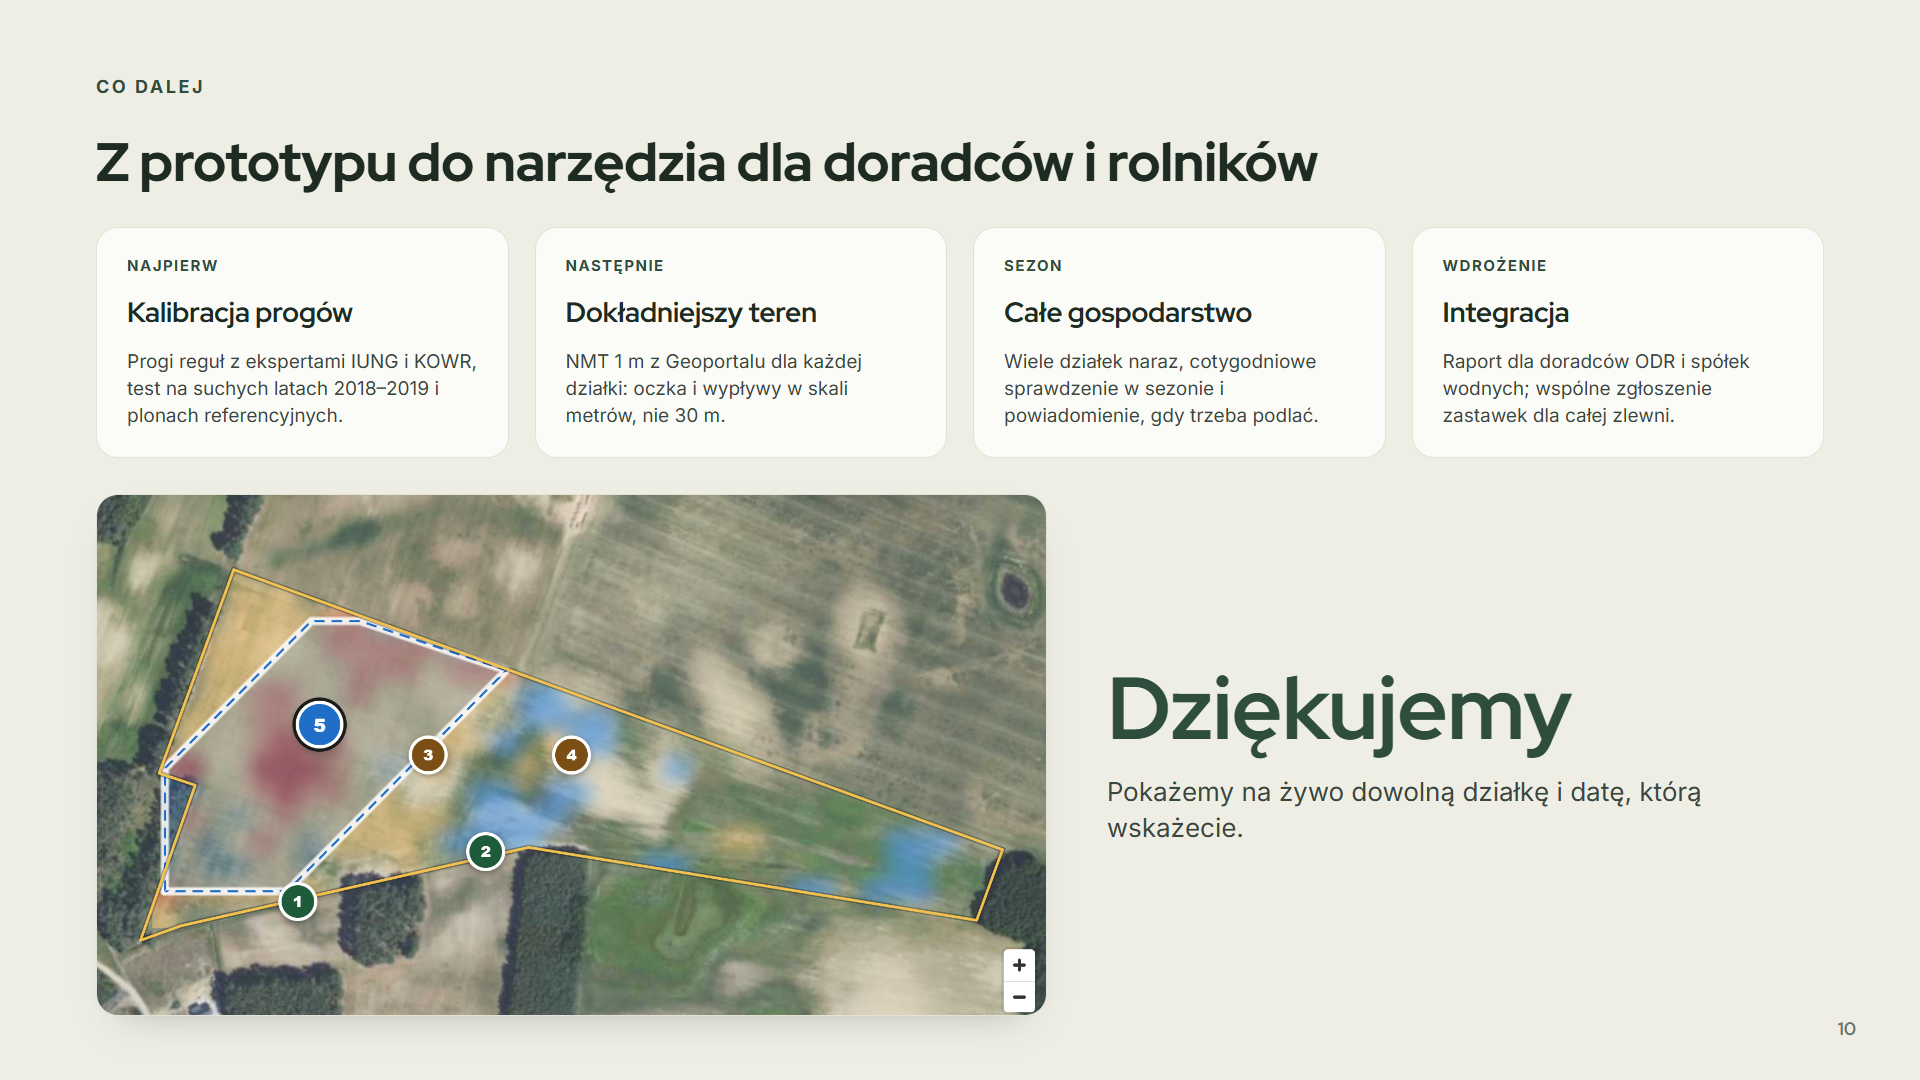 CO DALEJ
Z prototypu do narzędzia dla doradców i rolników
NAJPIERW
Kalibracja progów
Progi reguł z ekspertami IUNG i KOWR,
test na suchych latach 2018–2019 i
plonach referencyjnych.
NASTĘPNIE
Dokładniejszy teren
NMT 1 m z Geoportalu dla każdej
działki: oczka i wypływy w skali
metrów, nie 30 m.
SEZON
Całe gospodarstwo
Wiele działek naraz, cotygodniowe
sprawdzenie w sezonie i
powiadomienie, gdy trzeba podlać.
WDROŻENIE
Integracja
Raport dla doradców ODR i spółek
wodnych; wspólne zgłoszenie
zastawek dla całej zlewni.
5
3
4
2
1
+
−
Dziękujemy
Pokażemy na żywo dowolną działkę i datę, którą
wskażecie.
10